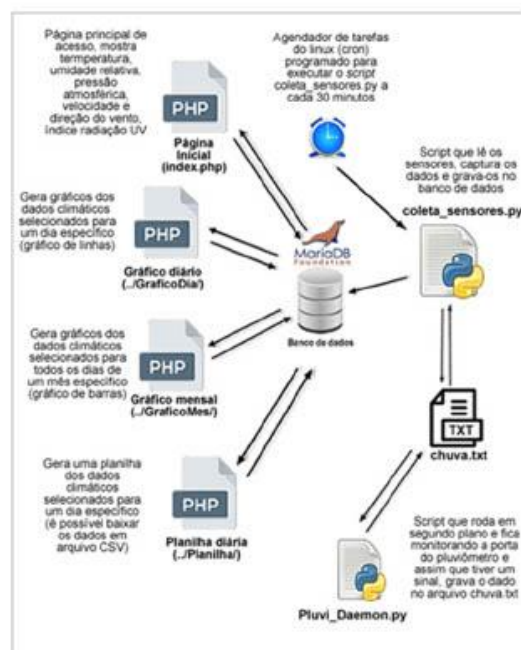 Página principal de
acesso, mostra
termperatura,
umidade relativa,
pressão
atmosférica,
velocidade e
direção do vento,
índice radiação UV
PHP
Página
Inicial
(index.php)
Agendador de tarefas
do linux (cron)
programado para
executar o script
coleta_sensores.py a
cada 30 minutos
Script que lê os
sensores, captura os
dados e grava-os no
banco de dados
coleta_sensores.py
Gera gráficos dos
dados climáticos
selecionados para
um dia específico
(gráfico de linhas)
PHP
Gráfico diário
(../GraficoDia/)
MariaDB
Foundation
Banco de dados
Gera gráficos dos
dados climáticos
selecionados para
todos os dias de
um mês específico
(gráfico de barras)
PHP
Gráfico mensal
(../GraficoMes/)
TXT
chuva.txt
Gera uma planilha
dos dados
climáticos
selecionados para
um dia específico
(é possível baixar
os dados em
arquivo CSV)
PHP
Planilha diária
(../Planilha/)
Script que roda em
segundo plano e fica
monitorando a porta
do pluviômetro e
assim que tiver um
sinal, grava o dado
no arquivo chuva.txt
Pluvi_Daemon.py